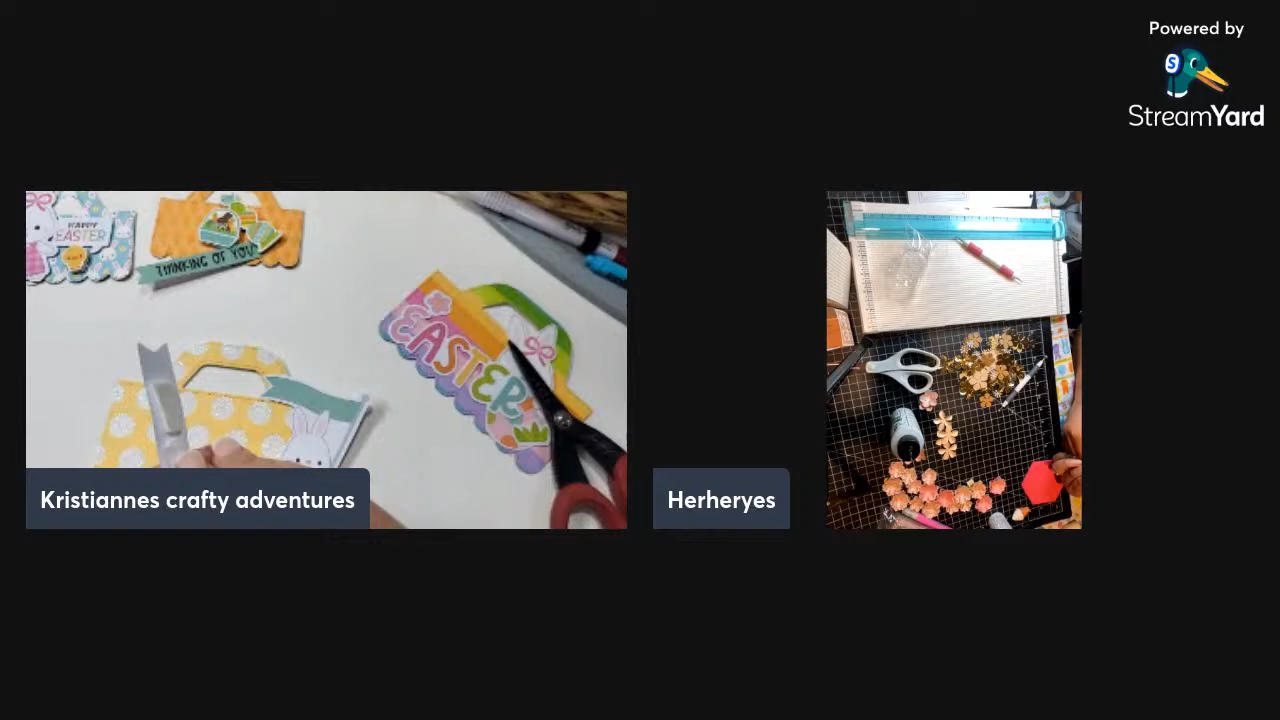 Powered by
S
StreamYard
HAPPY
EASTER
THINKING OF YOU
EASTER
Kristiannes crafty adventures
Herheryes